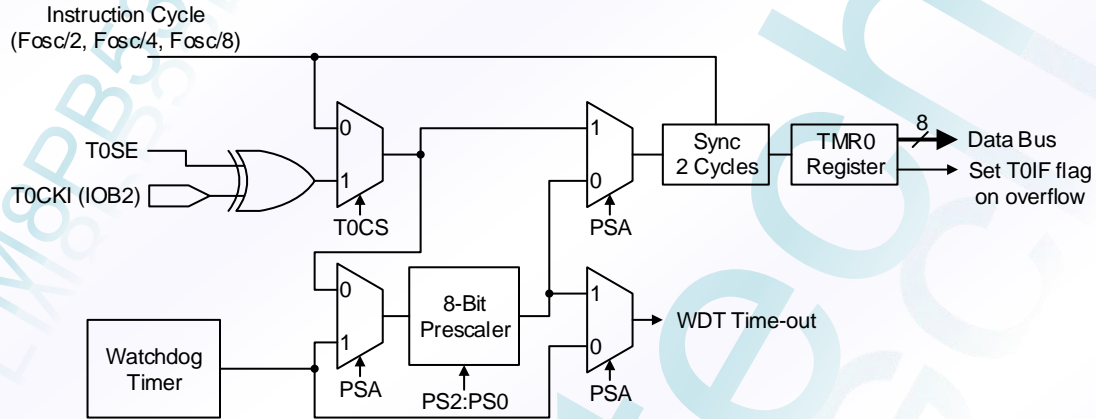 Instruction Cycle
(Fosc/2, Fosc/4, Fosc/8)
T0SE
T0CKI (IOB2)
0
1
T0CS
1
0
PSA
Sync
2 Cycles
TMR0
Register
8
Data Bus
Set T0IF flag
on overflow
Watchdog
Timer
0
1
PSA
8-Bit
Prescaler
PS2:PS0
1
0
PSA
WDT Time-out